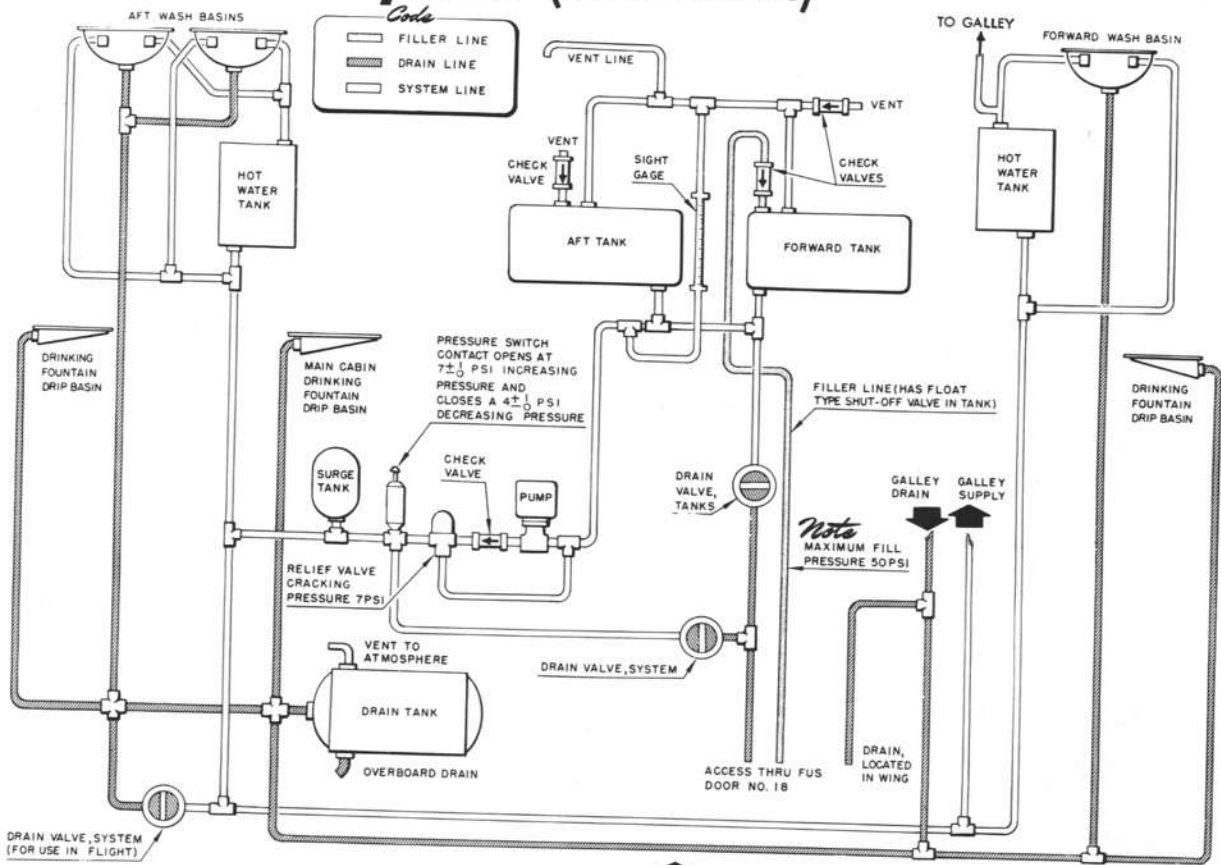 AFT WASH BASINS
Code
FILLER LINE
DRAIN LINE
SYSTEM LINE
VENT LINE
TO GALLEY
FORWARD WASH BASIN
VENT
VENT
CHECK
VALVE
SIGHT
GAGE
CHECK
VALVES
HOT
WATER
TANK
HOT
WATER
TANK
AFT TANK
FORWARD TANK
DRINKING
FOUNTAIN
DRIP BASIN
MAIN CABIN
DRINKING
FOUNTAIN
DRIP BASIN
PRESSURE SWITCH
CONTACT OPENS AT
7 ± 1/0 PSI INCREASING
PRESSURE AND
CLOSES A 4 ± 1/0 PSI
DECREASING PRESSURE
FILLER LINE (HAS FLOAT
TYPE SHUT-OFF VALVE IN TANK)
DRINKING
FOUNTAIN
DRIP BASIN
SURGE
TANK
CHECK
VALVE
PUMP
DRAIN
VALVE,
TANKS
GALLEY
DRAIN
GALLEY
SUPPLY
Note
MAXIMUM FILL
PRESSURE 50 PSI
RELIEF VALVE
CRACKING
PRESSURE 7PSI
VENT TO
ATMOSPHERE
DRAIN VALVE, SYSTEM
DRAIN TANK
OVERBOARD DRAIN
ACCESS THRU FUS
DOOR NO. 18
DRAIN,
LOCATED
IN WING
DRAIN VALVE, SYSTEM
(FOR USE IN FLIGHT)